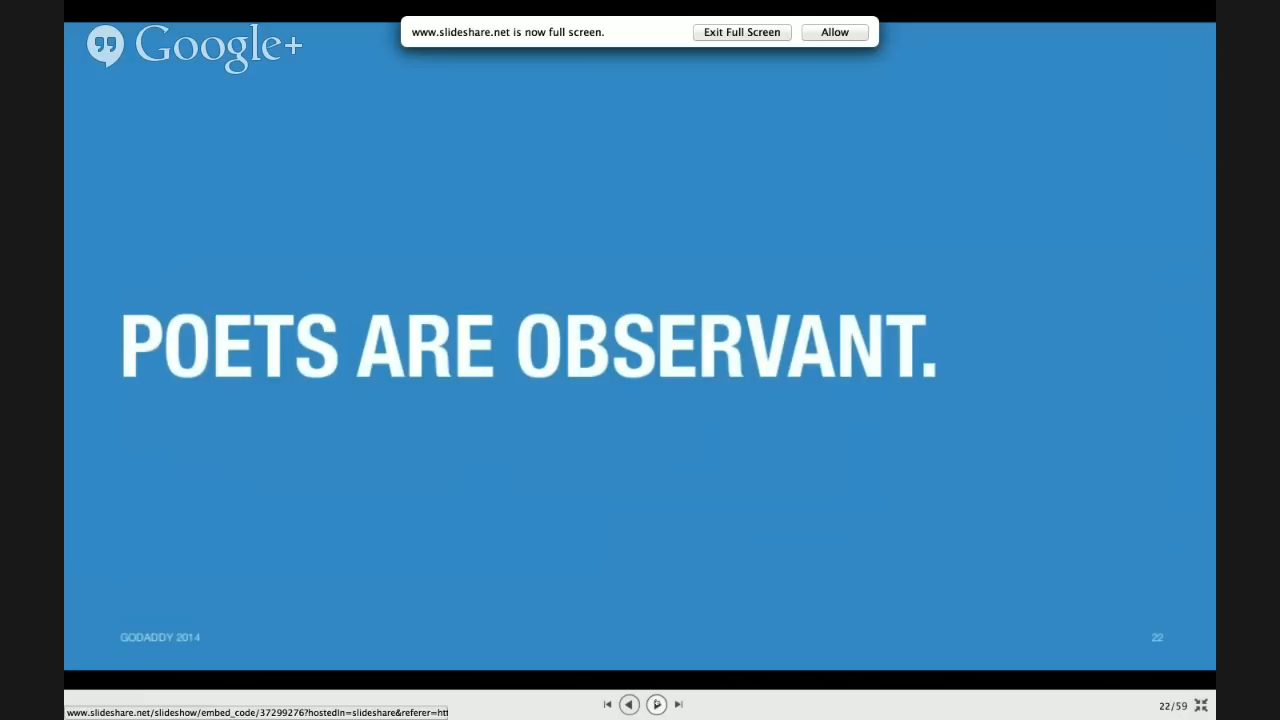 Google+
www.slideshare.net is now full screen.
Exit Full Screen
Allow
POETS ARE OBSERVANT.
GODADDY 2014
22
22/59
www.slideshare.net/slideshow/embed_code/37299276?hostedIn=slideshare&referer=htt